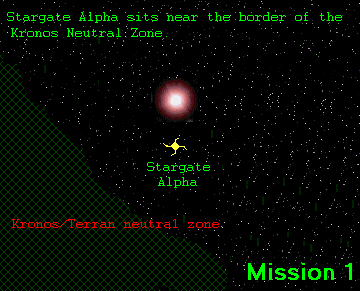 Stargate Alpha sits near the border of the
Kronos Neutral Zone.
Stargate
Alpha
Kronos/Terran neutral zone.
Mission 1